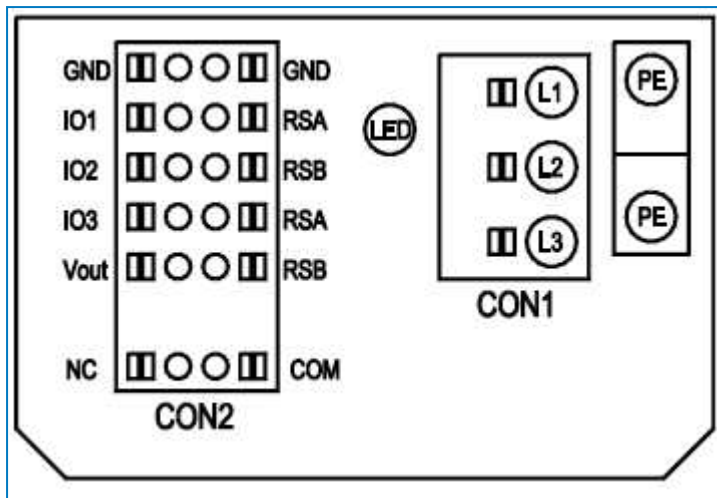 GND GND
IO1 RSA
IO2 RSB
IO3 RSA
Vout RSB
NC COM
CON2
LED
L1
L2
L3
CON1
PE
PE